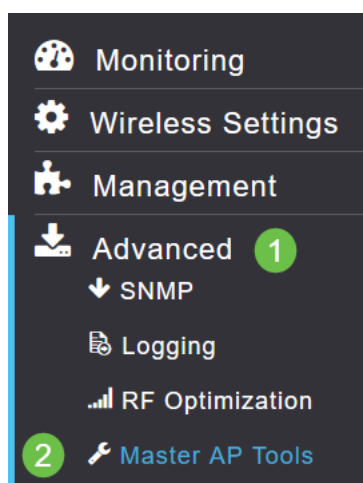 Monitoring
Wireless Settings
Management
Advanced 1
SNMP
Logging
RF Optimization
2 Master AP Tools